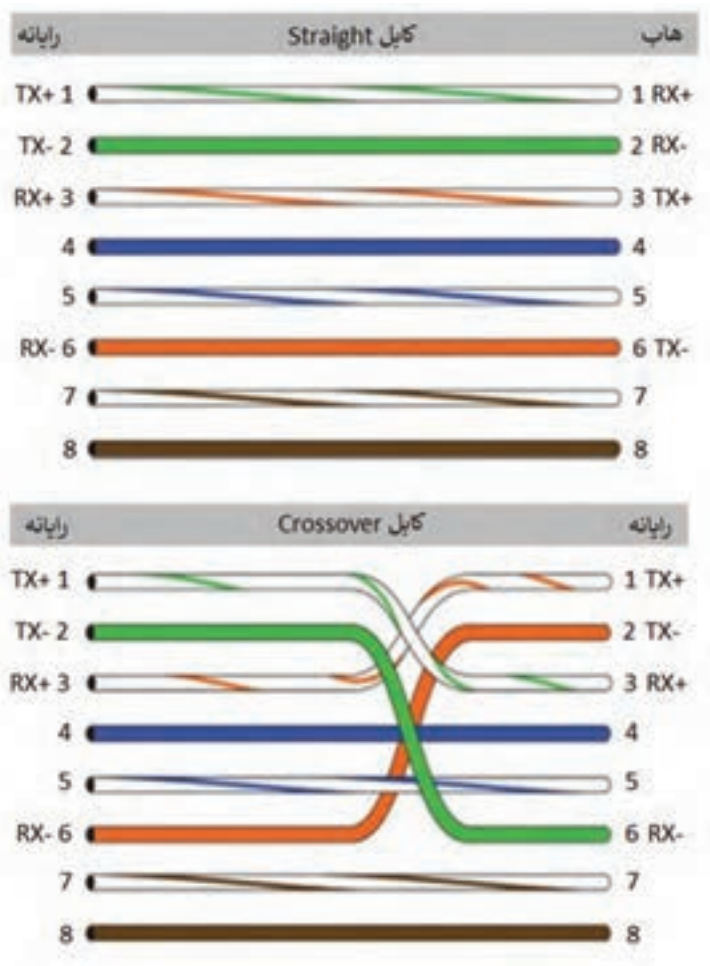 رایانه کابل Straight هاب
TX+ 1 1 RX+
TX- 2 2 RX-
RX+ 3 3 TX+
4 4
5 5
RX- 6 6 TX-
7 7
8 8
رایانه کابل Crossover رایانه
TX+ 1 1 TX+
TX- 2 2 TX-
RX+ 3 3 RX+
4 4
5 5
RX- 6 6 RX-
7 7
8 8